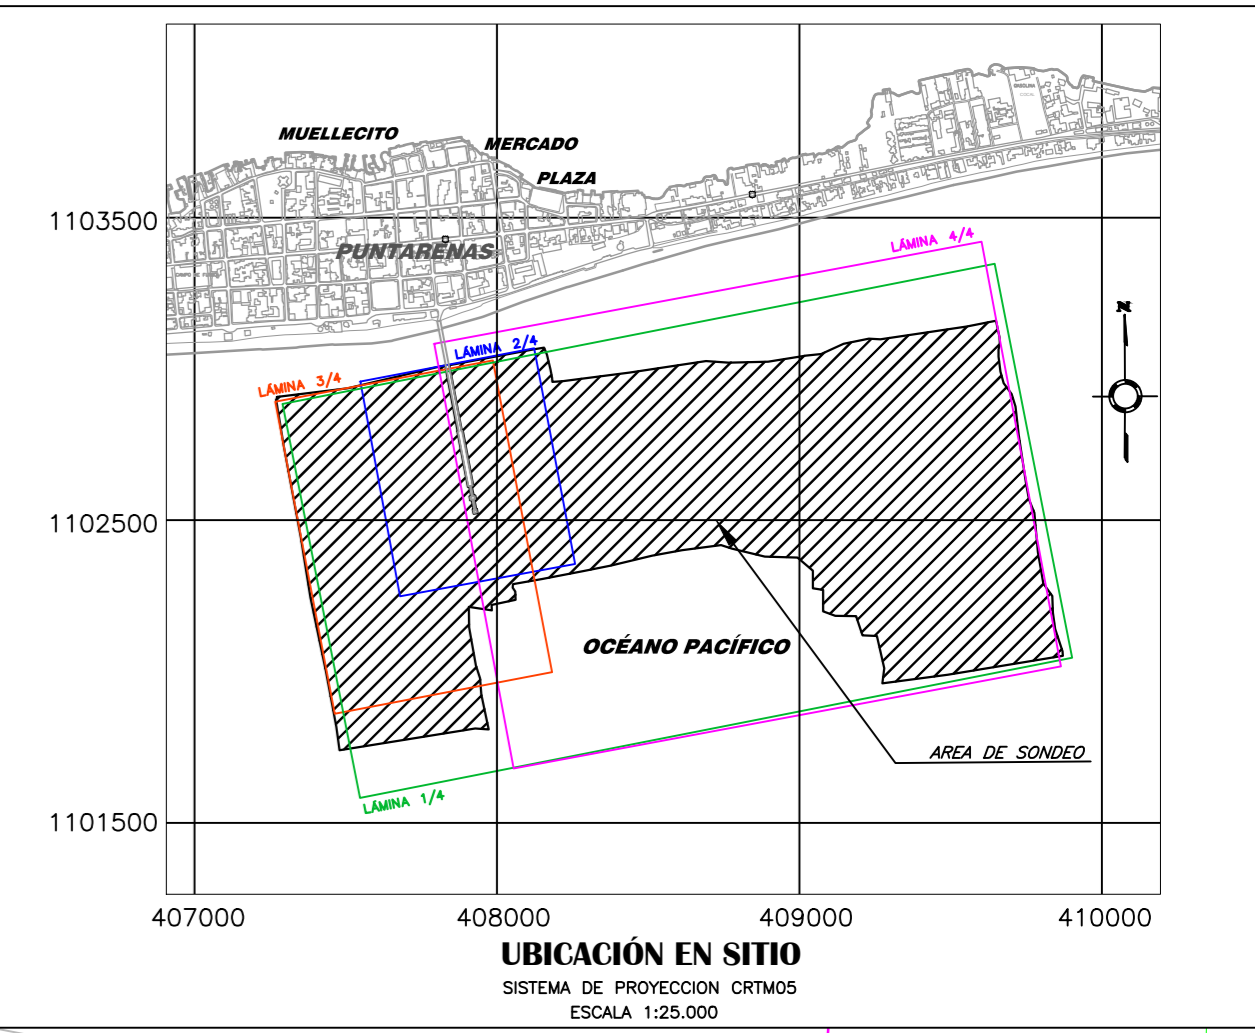 MUELLECITO
MERCADO
PLAZA
GASOLINA
COCAL
1103500
PUNTARENAS
LÁMINA 4/4
N
LÁMINA 2/4
LÁMINA 3/4
1102500
OCÉANO PACÍFICO
AREA DE SONDEO
LÁMINA 1/4
1101500
407000
408000
409000
410000
UBICACIÓN EN SITIO
SISTEMA DE PROYECCION CRTM05
ESCALA 1:25.000